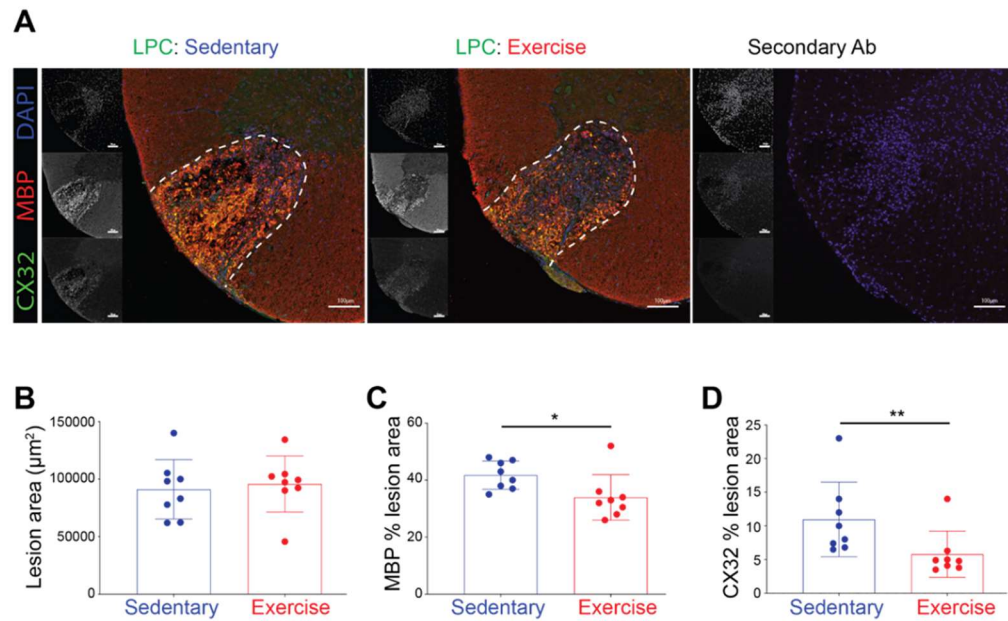 A
LPC: Sedentary
LPC: Exercise
Secondary Ab
CX32 MBP DAPI
100μm
100μm
100μm
B
Lesion area (µm²)
150000
100000
50000
0
Sedentary
Exercise
C
MBP % lesion area
60
40
20
0
*
Sedentary
Exercise
D
CX32 % lesion area
25
20
15
10
5
0
**
Sedentary
Exercise